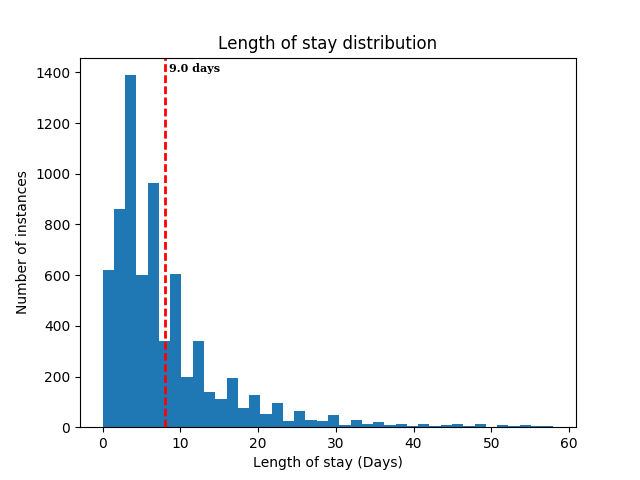 Length of stay distribution
9.0 days
1400
1200
1000
800
600
400
200
0
Number of instances
0 10 20 30 40 50 60
Length of stay (Days)